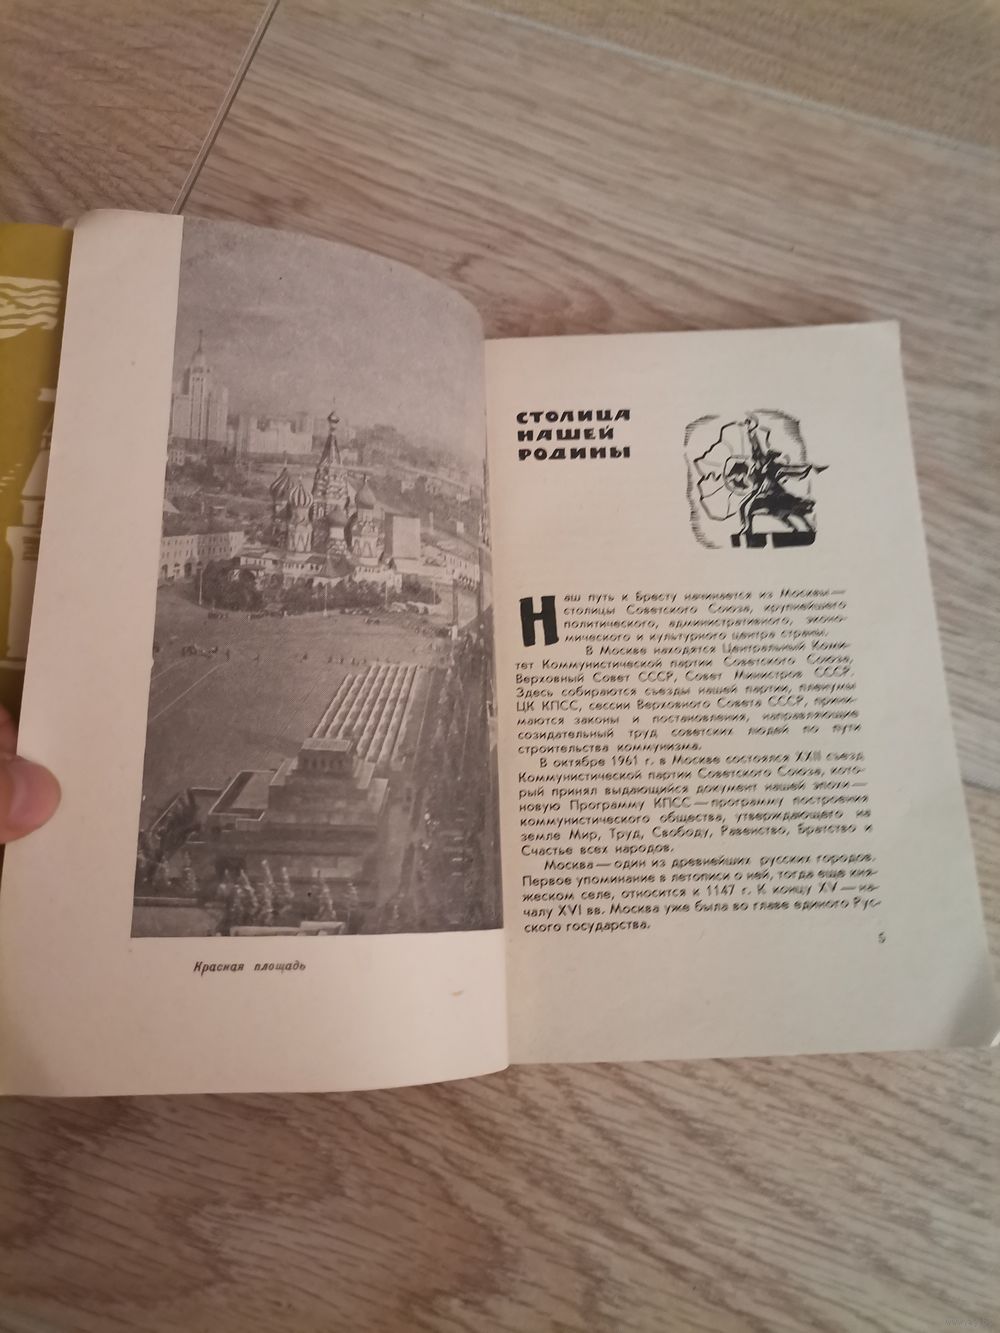 Красная площадь
СТОЛИЦА
НАШЕЙ
РОДИНЫ
Наш путь к Бресту начинается из Москвы —
столицы Советского Союза, крупнейшего
политического, административного, эконо-
мического и культурного центра страны.
В Москве находятся Центральный Коми-
тет Коммунистической партии Советского Союза,
Верховный Совет СССР, Совет Министров СССР.
Здесь собираются съезды нашей партии, пленумы
ЦК КПСС, сессии Верховного Совета СССР, прини-
маются законы и постановления, направляющие
созидательный труд советских людей по пути
строительства коммунизма.
В октябре 1961 г. в Москве состоялся XXII съезд
Коммунистической партии Советского Союза, кото-
рый принял выдающийся документ нашей эпохи —
новую Программу КПСС — программу построения
коммунистического общества, утверждающего на
земле Мир, Труд, Свободу, Равенство, Братство и
Счастье всех народов.
Москва — один из древнейших русских городов.
Первое упоминание в летописи о ней, тогда еще кня-
жеском селе, относится к 1147 г. К концу XV — на-
чалу XVI вв. Москва уже была во главе единого Рус-
ского государства.
5